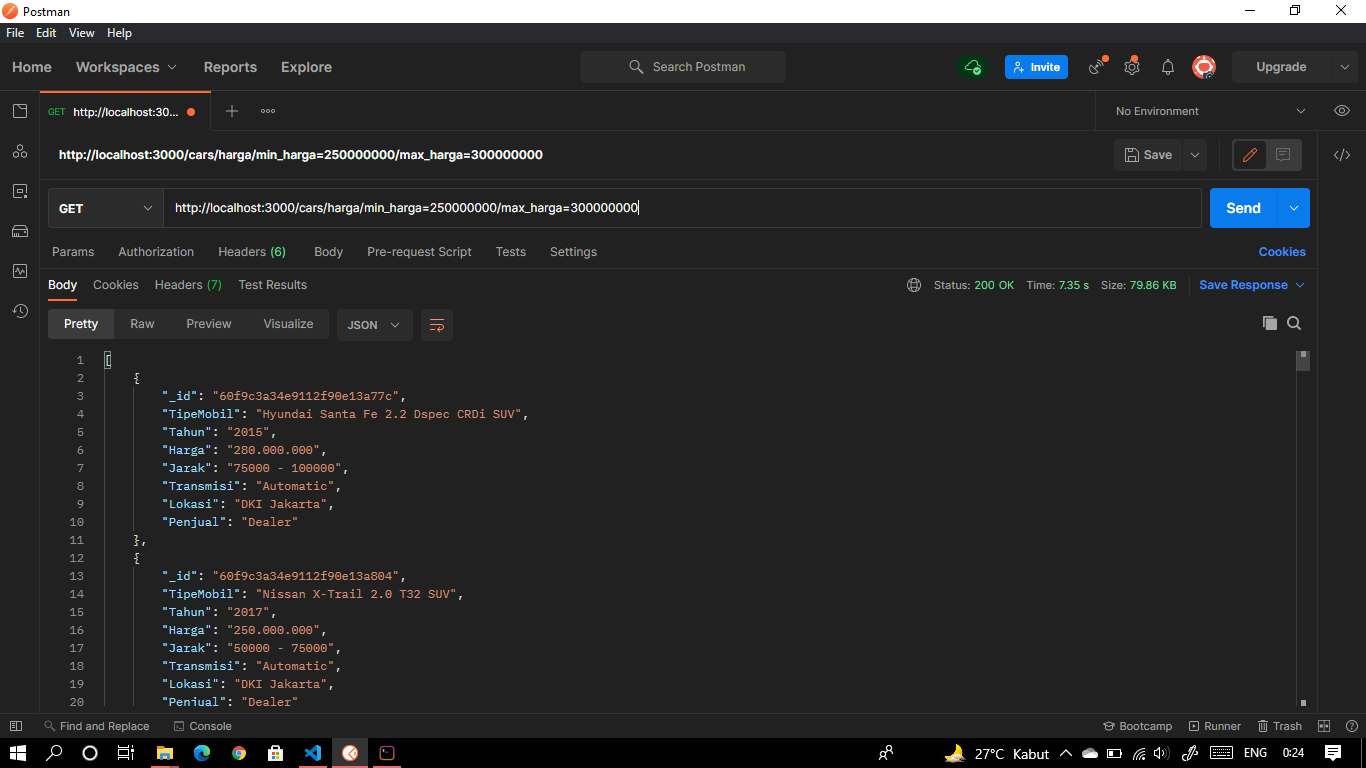 Postman
File Edit View Help
Home Workspaces Reports Explore Search Postman Invite Upgrade
GET http://localhost:30... No Environment
http://localhost:3000/cars/harga/min_harga=250000000/max_harga=300000000 Save
GET http://localhost:3000/cars/harga/min_harga=250000000/max_harga=300000000 Send
Params Authorization Headers (6) Body Pre-request Script Tests Settings Cookies
Body Cookies Headers (7) Test Results Status: 200 OK Time: 7.35 s Size: 79.86 KB Save Response
Pretty Raw Preview Visualize JSON
1 [
2 {
3 "_id": "60f9c3a34e9112f90e13a77c",
4 "TipeMobil": "Hyundai Santa Fe 2.2 Dspec CRDi SUV",
5 "Tahun": "2015",
6 "Harga": "280.000.000",
7 "Jarak": "75000 - 100000",
8 "Transmisi": "Automatic",
9 "Lokasi": "DKI Jakarta",
10 "Penjual": "Dealer"
11 },
12 {
13 "_id": "60f9c3a34e9112f90e13a804",
14 "TipeMobil": "Nissan X-Trail 2.0 T32 SUV",
15 "Tahun": "2017",
16 "Harga": "250.000.000",
17 "Jarak": "50000 - 75000",
18 "Transmisi": "Automatic",
19 "Lokasi": "DKI Jakarta",
20 "Penjual": "Dealer"
Find and Replace Console Bootcamp Runner Trash
27°C Kabut ENG 0:24